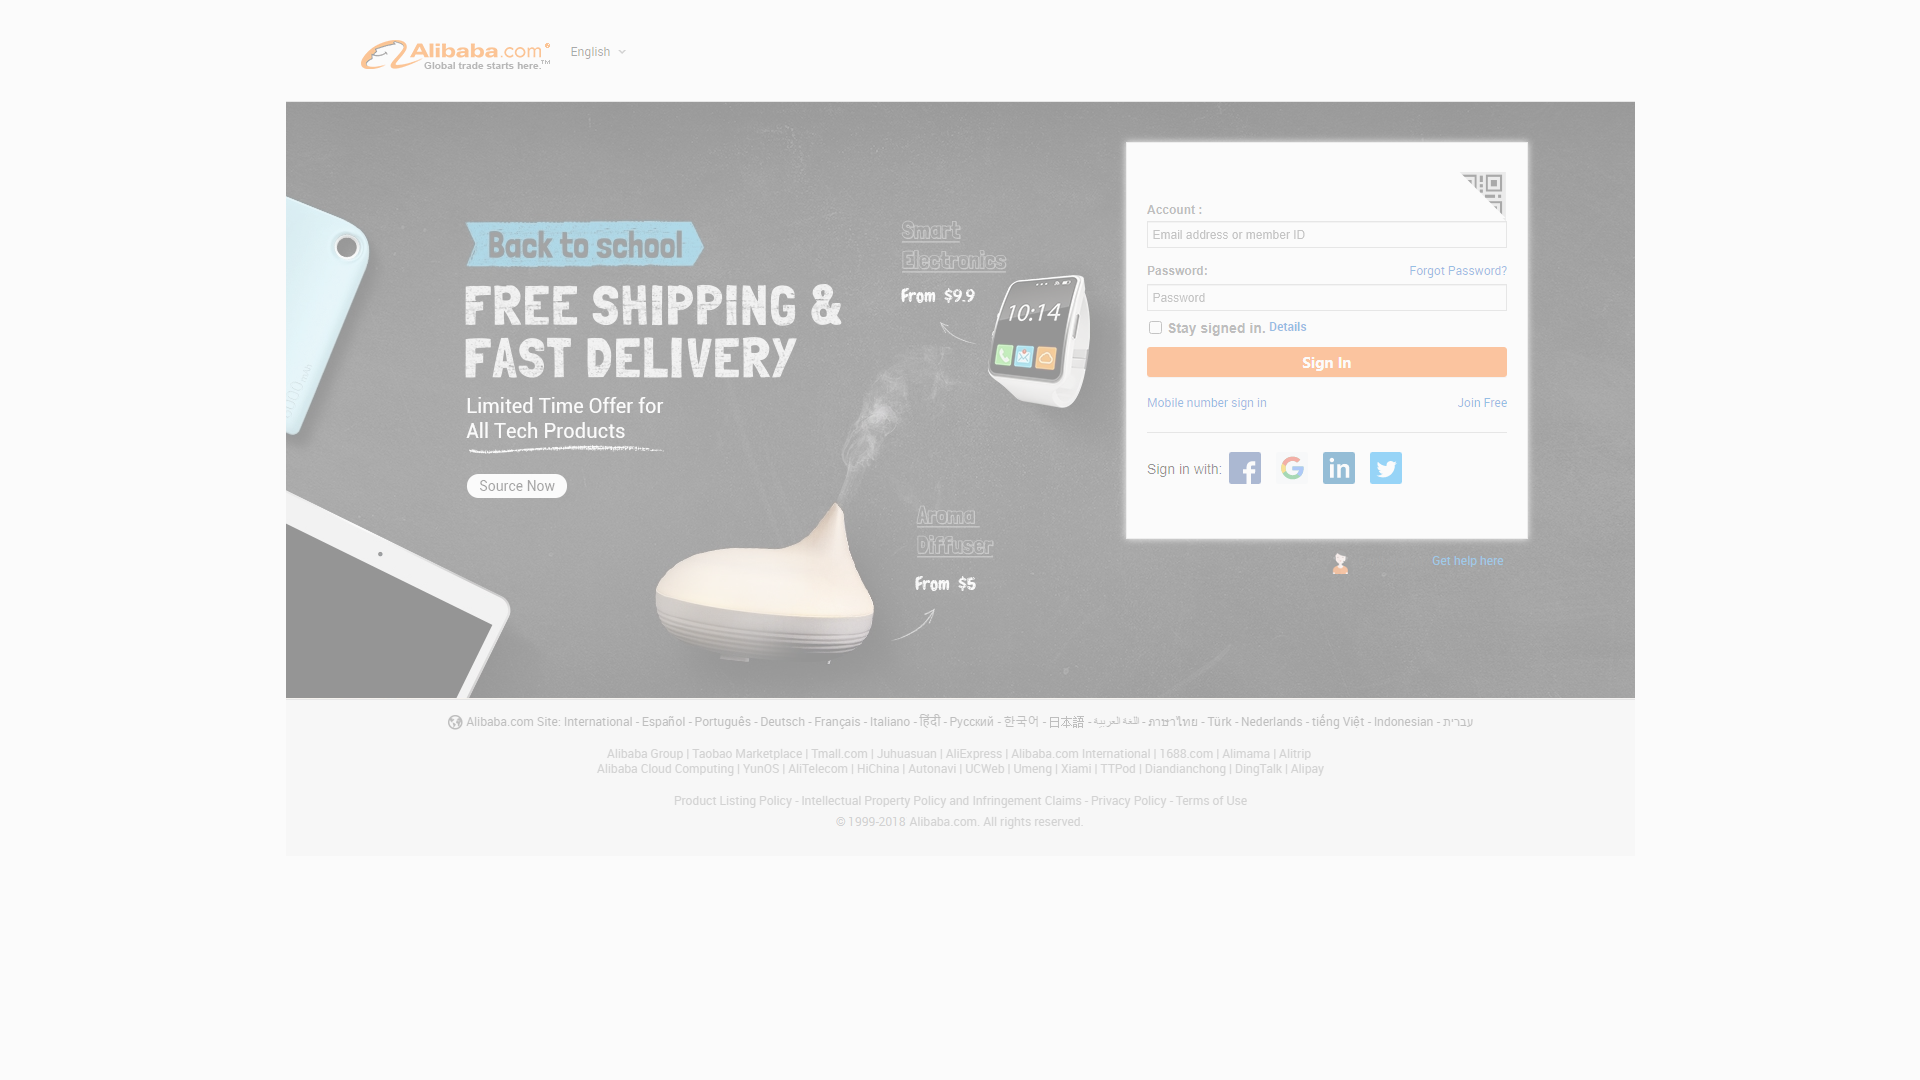 Alibaba.com®
Global trade starts here.™
English
Back to school
FREE SHIPPING &
FAST DELIVERY
Limited Time Offer for
All Tech Products
Source Now
Smart
Electronics
From $9.9
10:14
Aroma
Diffuser
From $5
Account :
Email address or member ID
Password:
Forgot Password?
Password
Stay signed in. Details
Sign In
Mobile number sign in
Join Free
Sign in with:
Get help here
Alibaba.com Site: International - Español - Português - Deutsch - Français - Italiano - हिंदी - Русский - 한국어 - 日本語 - اللغة العربية - ภาษาไทย - Türk - Nederlands - tiếng Việt - Indonesian - עברית
Alibaba Group | Taobao Marketplace | Tmall.com | Juhuasuan | AliExpress | Alibaba.com International | 1688.com | Alimama | Alitrip
Alibaba Cloud Computing | YunOS | AliTelecom | HiChina | Autonavi | UCWeb | Umeng | Xiami | TTPod | Diandianchong | DingTalk | Alipay
Product Listing Policy - Intellectual Property Policy and Infringement Claims - Privacy Policy - Terms of Use
© 1999-2018 Alibaba.com. All rights reserved.